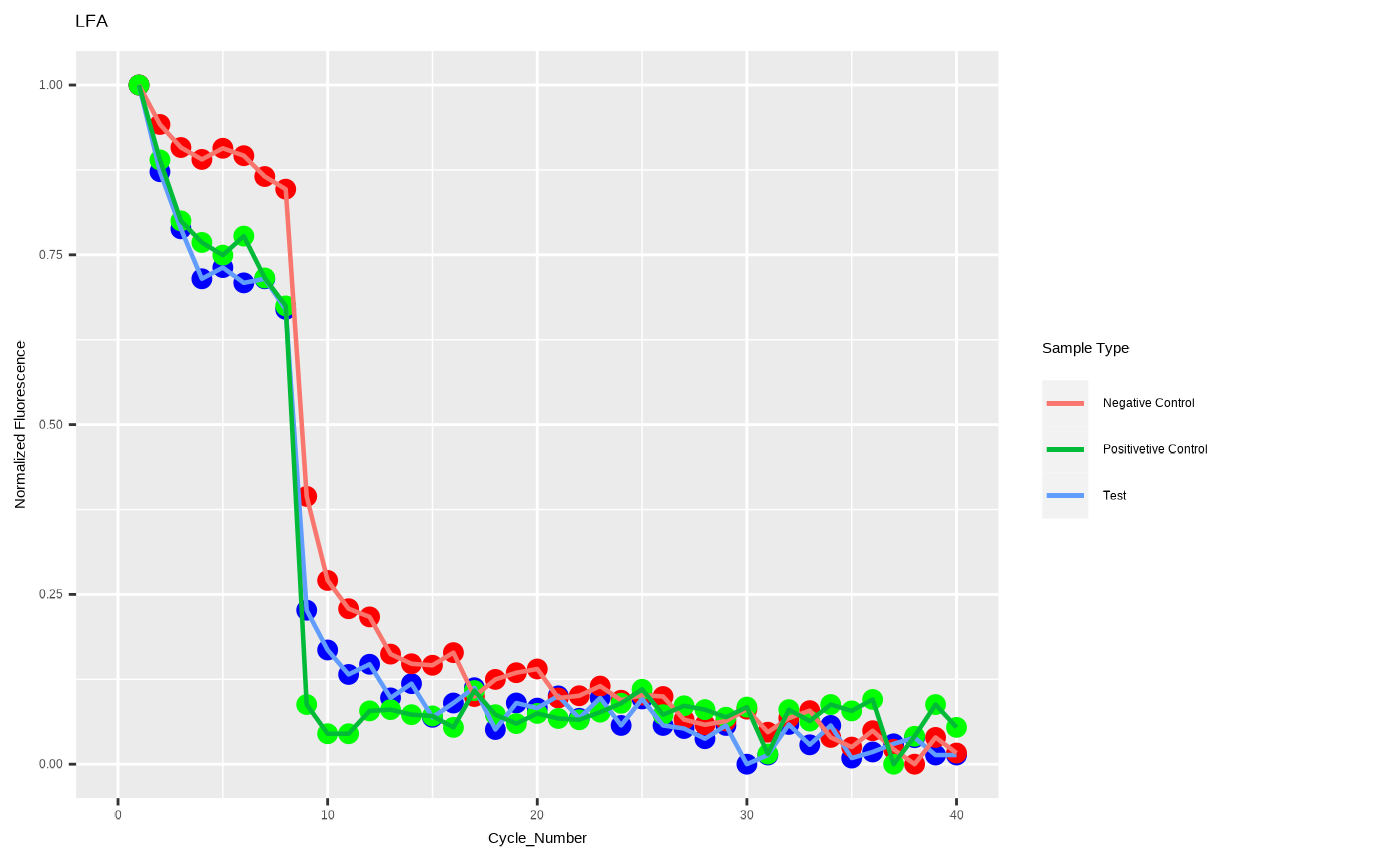 LFA
1.00
0.75
0.50
0.25
0.00
Normalized Fluorescence
0 10 20 30 40
Cycle_Number
Sample Type
Negative Control
Positivetive Control
Test